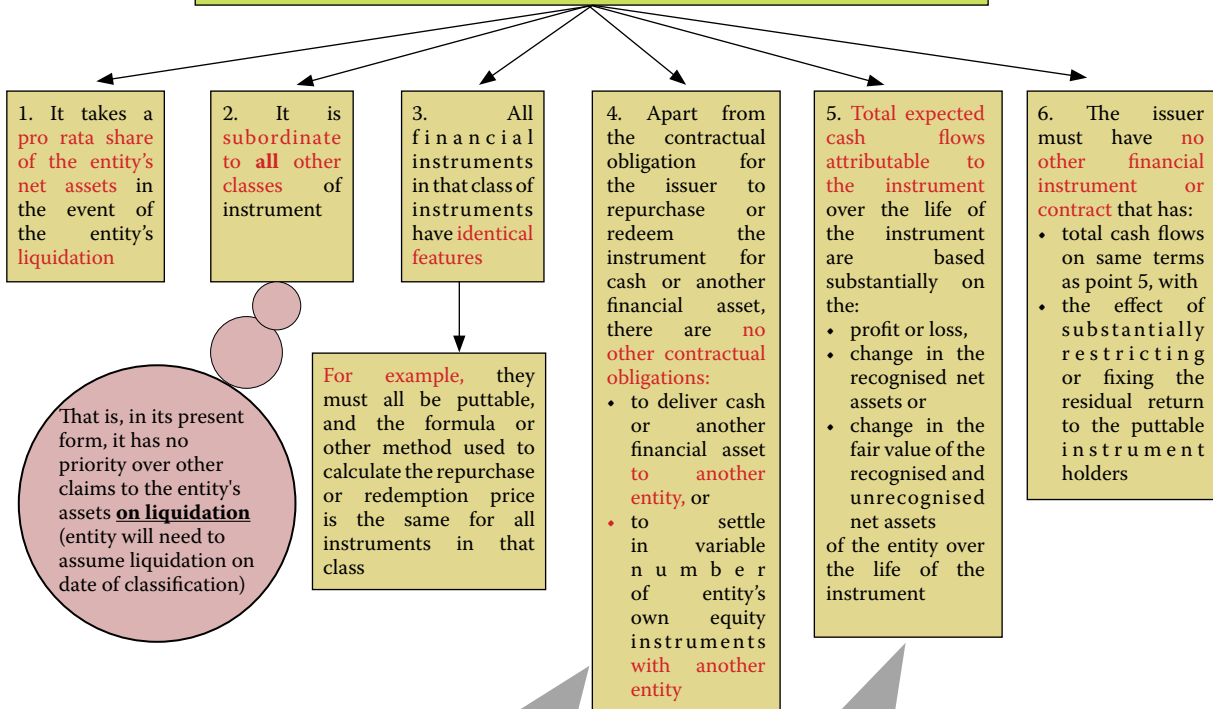 1. It takes a
pro rata share
of the entity's
net assets in
the event of
the entity's
liquidation
2. It is
subordinate
to all other
classes of
instrument
3. All
financial
instruments
in that class of
instruments
have identical
features
4. Apart from
the contractual
obligation for
the issuer to
repurchase or
redeem the
instrument for
cash or another
financial asset,
there are no
other contractual
obligations:
• to deliver cash
or another
financial asset
to another
entity, or
• to settle
in variable
number
of entity's
own equity
instruments
with another
entity
5. Total expected
cash flows
attributable to
the instrument
over the life of
the instrument
are based
substantially on
the:
• profit or loss,
• change in the
recognised net
assets or
• change in the
fair value of the
recognised and
unrecognised
net assets
of the entity over
the life of the
instrument
6. The issuer
must have no
other financial
instrument or
contract that has:
• total cash flows
on same terms
as point 5, with
• the effect of
substantially
restricting
or fixing the
residual return
to the puttable
instrument
holders
That is, in its present
form, it has no
priority over other
claims to the entity's
assets on liquidation
(entity will need to
assume liquidation on
date of classification)
For example, they
must all be puttable,
and the formula or
other method used to
calculate the repurchase
or redemption price
is the same for all
instruments in that
class